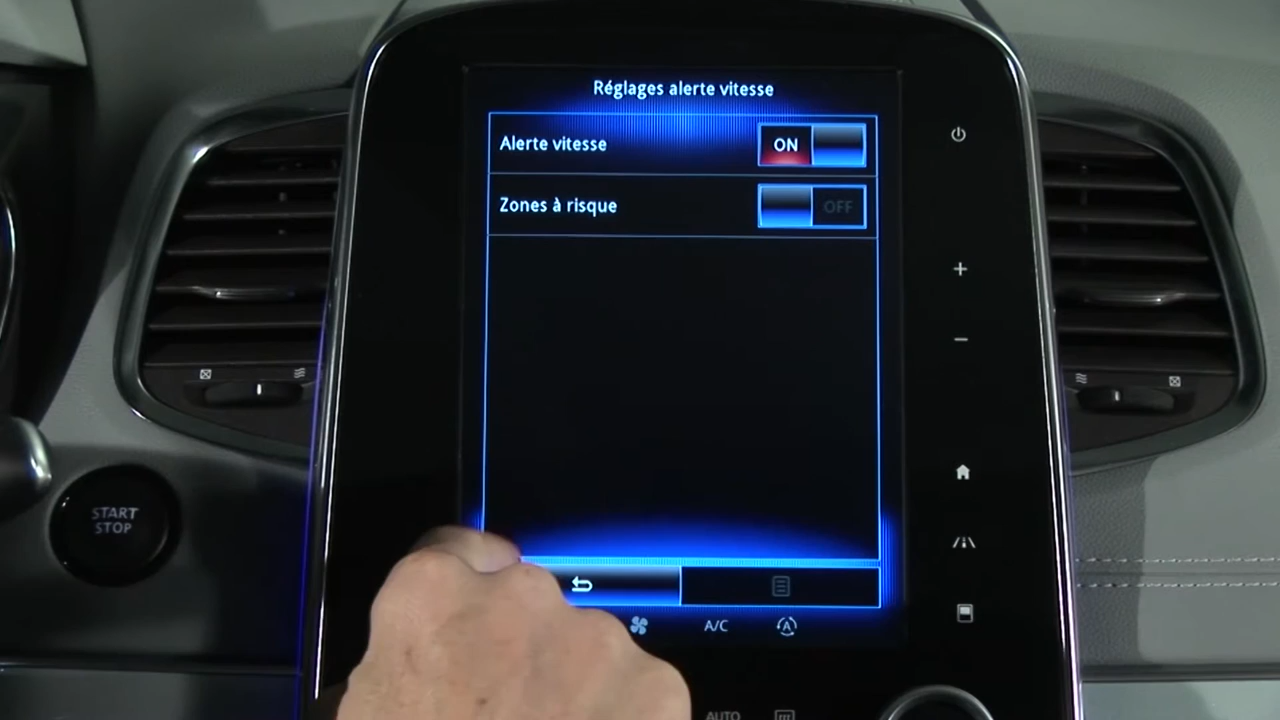 Réglages alerte vitesse
Alerte vitesse ON
Zones à risque OFF
START
STOP
A/C
AUTO